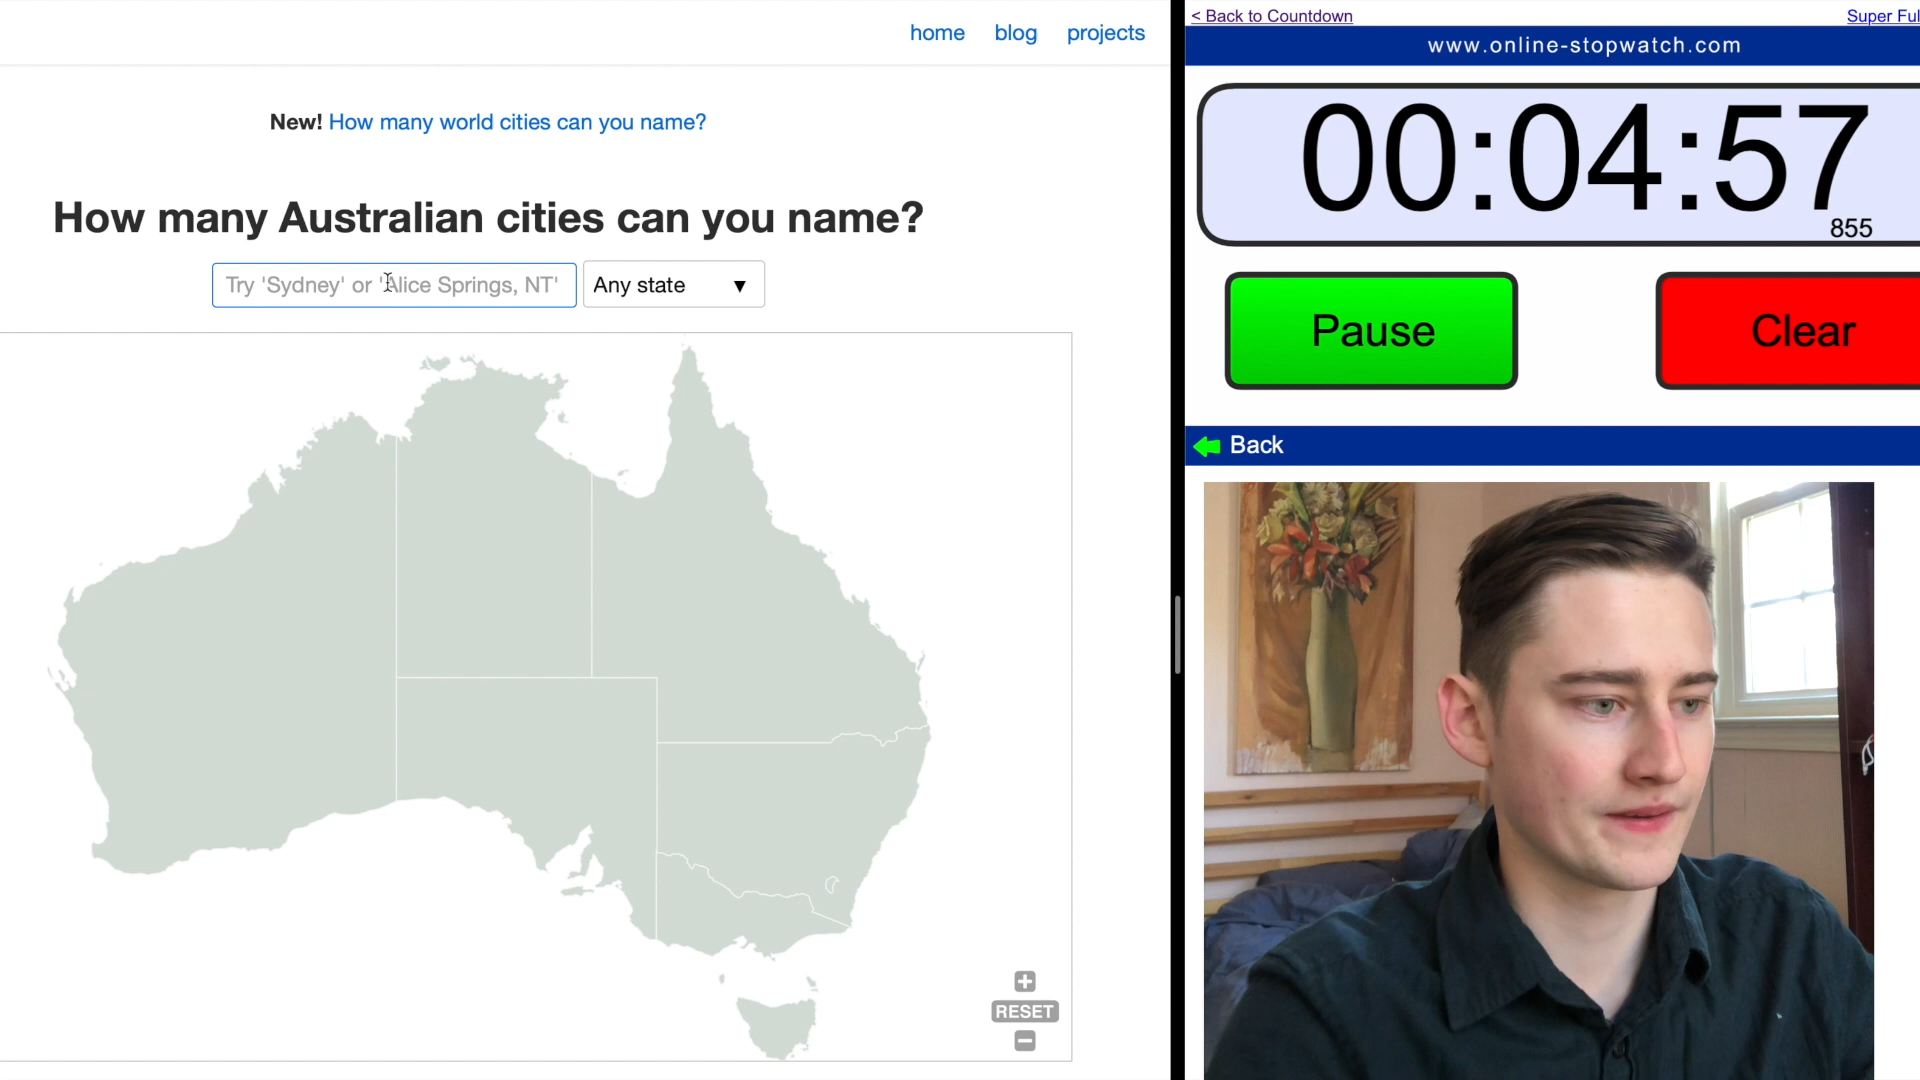 home blog projects
New! How many world cities can you name?
How many Australian cities can you name?
Try 'Sydney' or 'Alice Springs, NT'
Any state ▼
+
RESET
−
< Back to Countdown
Super Ful
www.online-stopwatch.com
00:04:57
855
Pause
Clear
Back